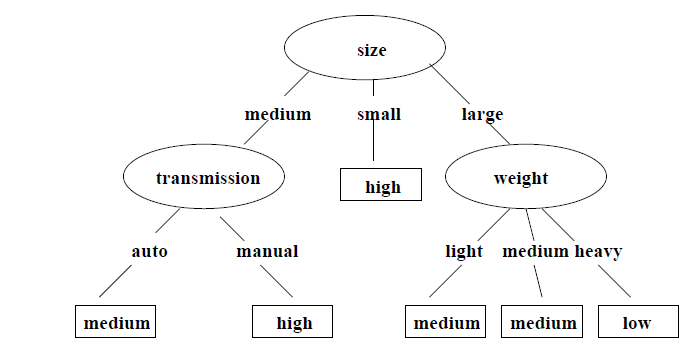 size
medium small large
transmission high weight
auto manual light medium heavy
medium high medium medium low